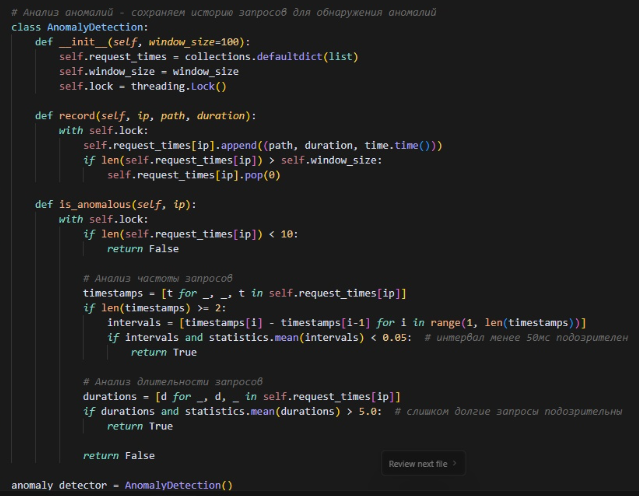 # Анализ аномалий - сохраняем историю запросов для обнаружения аномалий
class AnomalyDetection:
    def __init__(self, window_size=100):
        self.request_times = collections.defaultdict(list)
        self.window_size = window_size
        self.lock = threading.Lock()

    def record(self, ip, path, duration):
        with self.lock:
            self.request_times[ip].append((path, duration, time.time()))
            if len(self.request_times[ip]) > self.window_size:
                self.request_times[ip].pop(0)

    def is_anomalous(self, ip):
        with self.lock:
            if len(self.request_times[ip]) < 10:
                return False

            # Анализ частоты запросов
            timestamps = [t for _, _, t in self.request_times[ip]]
            if len(timestamps) >= 2:
                intervals = [timestamps[i] - timestamps[i-1] for i in range(1, len(timestamps))]
                if intervals and statistics.mean(intervals) < 0.05:  # интервал менее 50мс подозрителен
                    return True

            # Анализ длительности запросов
            durations = [d for _, d, _ in self.request_times[ip]]
            if durations and statistics.mean(durations) > 5.0:  # слишком долгие запросы подозрительны
                return True

            return False
Review next file >
anomaly_detector = AnomalyDetection()